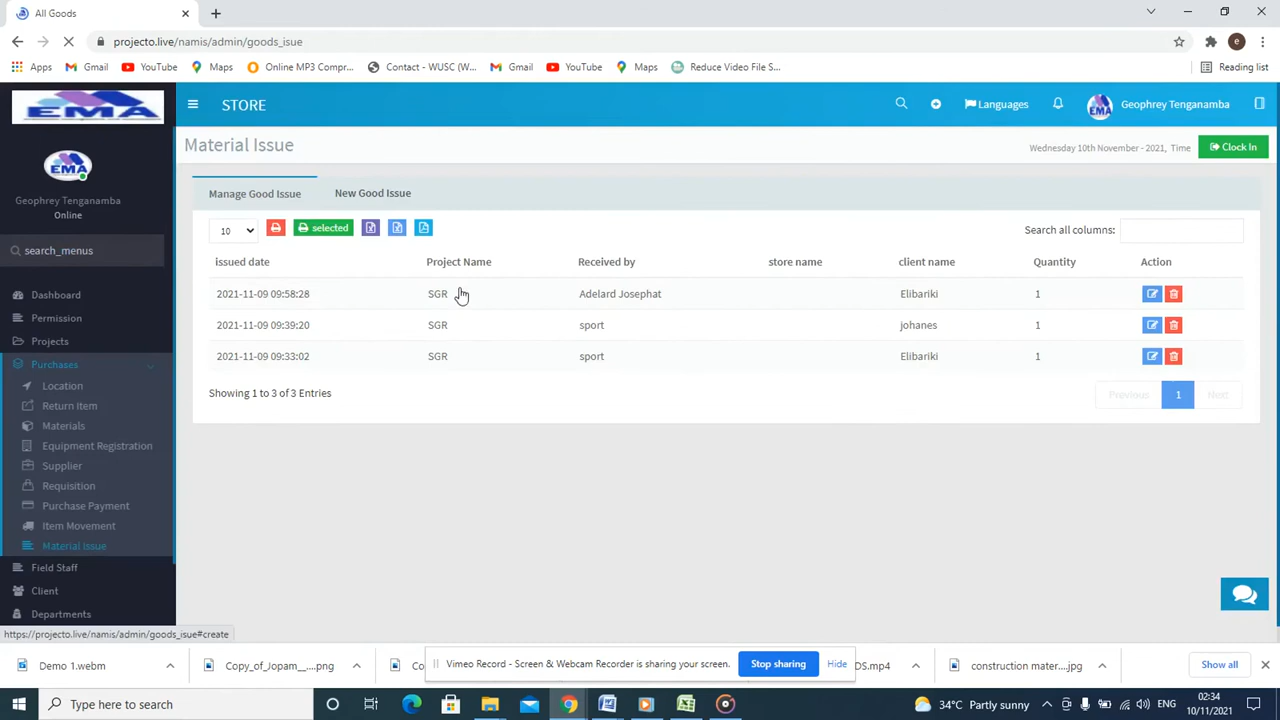 All Goods
projecto.live/namis/admin/goods_isue
Apps Gmail YouTube Maps Online MP3 Compr... Contact - WUSC (W... Gmail YouTube Maps Reduce Video File S... Reading list
EMA
STORE
Languages
EMA
Geophrey Tenganamba
Material Issue
Wednesday 10th November - 2021, Time
Clock In
EMA
Geophrey Tenganamba
Online
search_menus
Dashboard
Permission
Projects
Purchases
Location
Return Item
Materials
Equipment Registration
Supplier
Requisition
Purchase Payment
Item Movement
Material Issue
Field Staff
Client
Departments
Manage Good Issue New Good Issue
10 selected Search all columns:
issued date Project Name Received by store name client name Quantity Action
2021-11-09 09:58:28 SGR Adelard Josephat Elibariki 1
2021-11-09 09:39:20 SGR sport johanes 1
2021-11-09 09:33:02 SGR sport Elibariki 1
Showing 1 to 3 of 3 Entries
Previous 1 Next
https://projecto.live/namis/admin/goods_isue#create
Demo 1.webm Copy_of_Jopam__....png Co Vimeo Record - Screen & Webcam Recorder is sharing your screen. Stop sharing Hide DS.mp4 construction mater....jpg Show all
Type here to search
34°C Partly sunny
ENG
02:34
10/11/2021